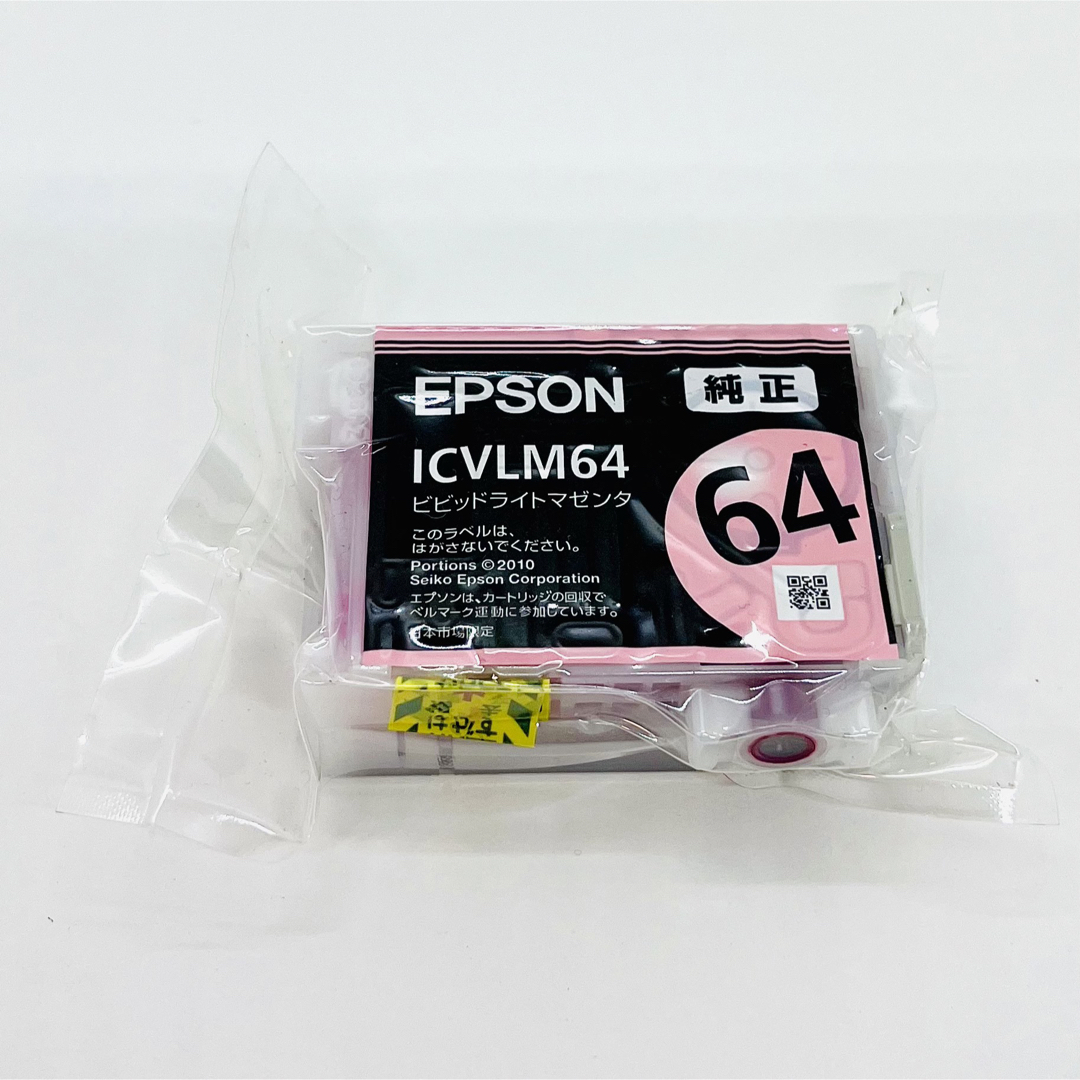 EPSON
純正
ICVLM64
ビビッドライトマゼンタ
64
このラベルは、
はがさないでください。
Portions ©2010
Seiko Epson Corporation
エプソンは、カートリッジの回収で
ベルマーク運動に参加しています。
日本市場限定